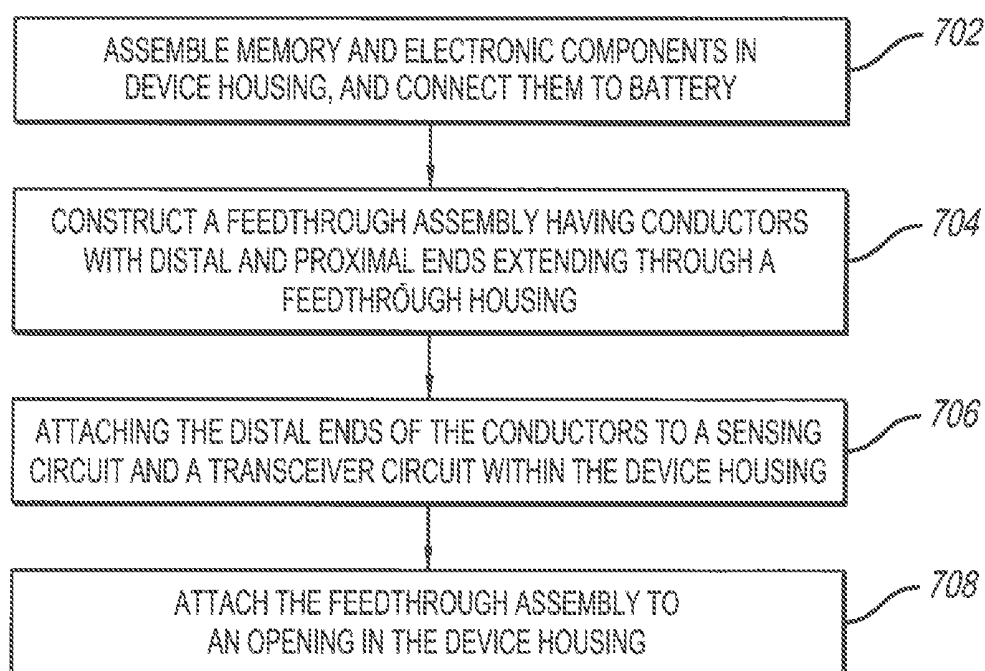 ASSEMBLE MEMORY AND ELECTRONIC COMPONENTS IN
DEVICE HOUSING, AND CONNECT THEM TO BATTERY
702
CONSTRUCT A FEEDTHROUGH ASSEMBLY HAVING CONDUCTORS
WITH DISTAL AND PROXIMAL ENDS EXTENDING THROUGH A
FEEDTHROUGH HOUSING
704
ATTACHING THE DISTAL ENDS OF THE CONDUCTORS TO A SENSING
CIRCUIT AND A TRANSCEIVER CIRCUIT WITHIN THE DEVICE HOUSING
706
ATTACH THE FEEDTHROUGH ASSEMBLY TO
AN OPENING IN THE DEVICE HOUSING
708